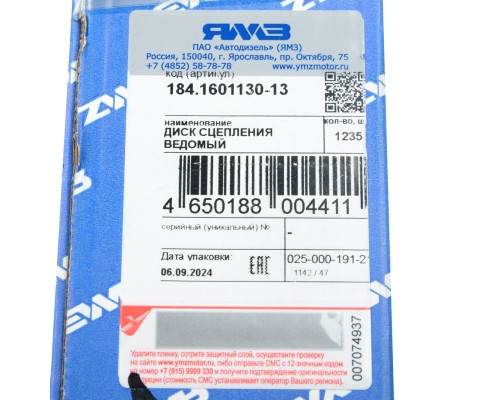 ЯМЗ
ПАО «Автодизель» (ЯМЗ)
Россия, 150040, г. Ярославль, пр. Октября, 75
+7 (4852) 58-78-78 www.ymzmotor.ru
код (артикул)
184.1601130-13
наименование кол-во, ш
ДИСК СЦЕПЛЕНИЯ 1235
ВЕДОМЫЙ
4 650188 004411
серийный (уникальный) № -
Дата упаковки: 025-000-191-21
06.09.2024 EAC 1142 / 47
007074937
Удалите пленку, сотрите защитный слой, осуществите проверку
на сайте www.ymzmotor.ru, либо отправьте СМС с 12-значным кодом
на номер +7 (915) 9999 330 и получите подтверждение оригинальности
продукции (стоимость СМС устанавливает оператор Вашего региона).